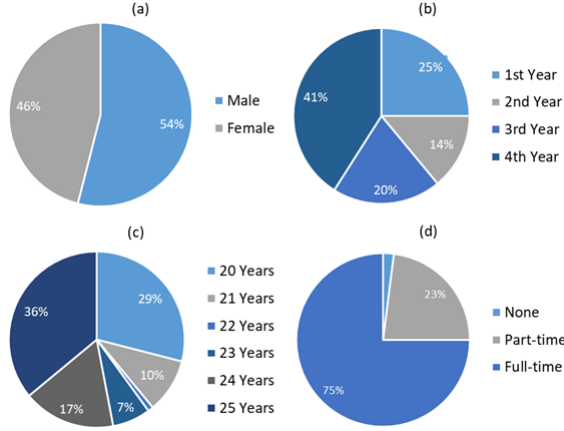 (a)
46%
54%
Male
Female
(b)
25%
14%
20%
41%
1st Year
2nd Year
3rd Year
4th Year
(c)
29%
10%
7%
17%
36%
20 Years
21 Years
22 Years
23 Years
24 Years
25 Years
(d)
23%
75%
None
Part-time
Full-time